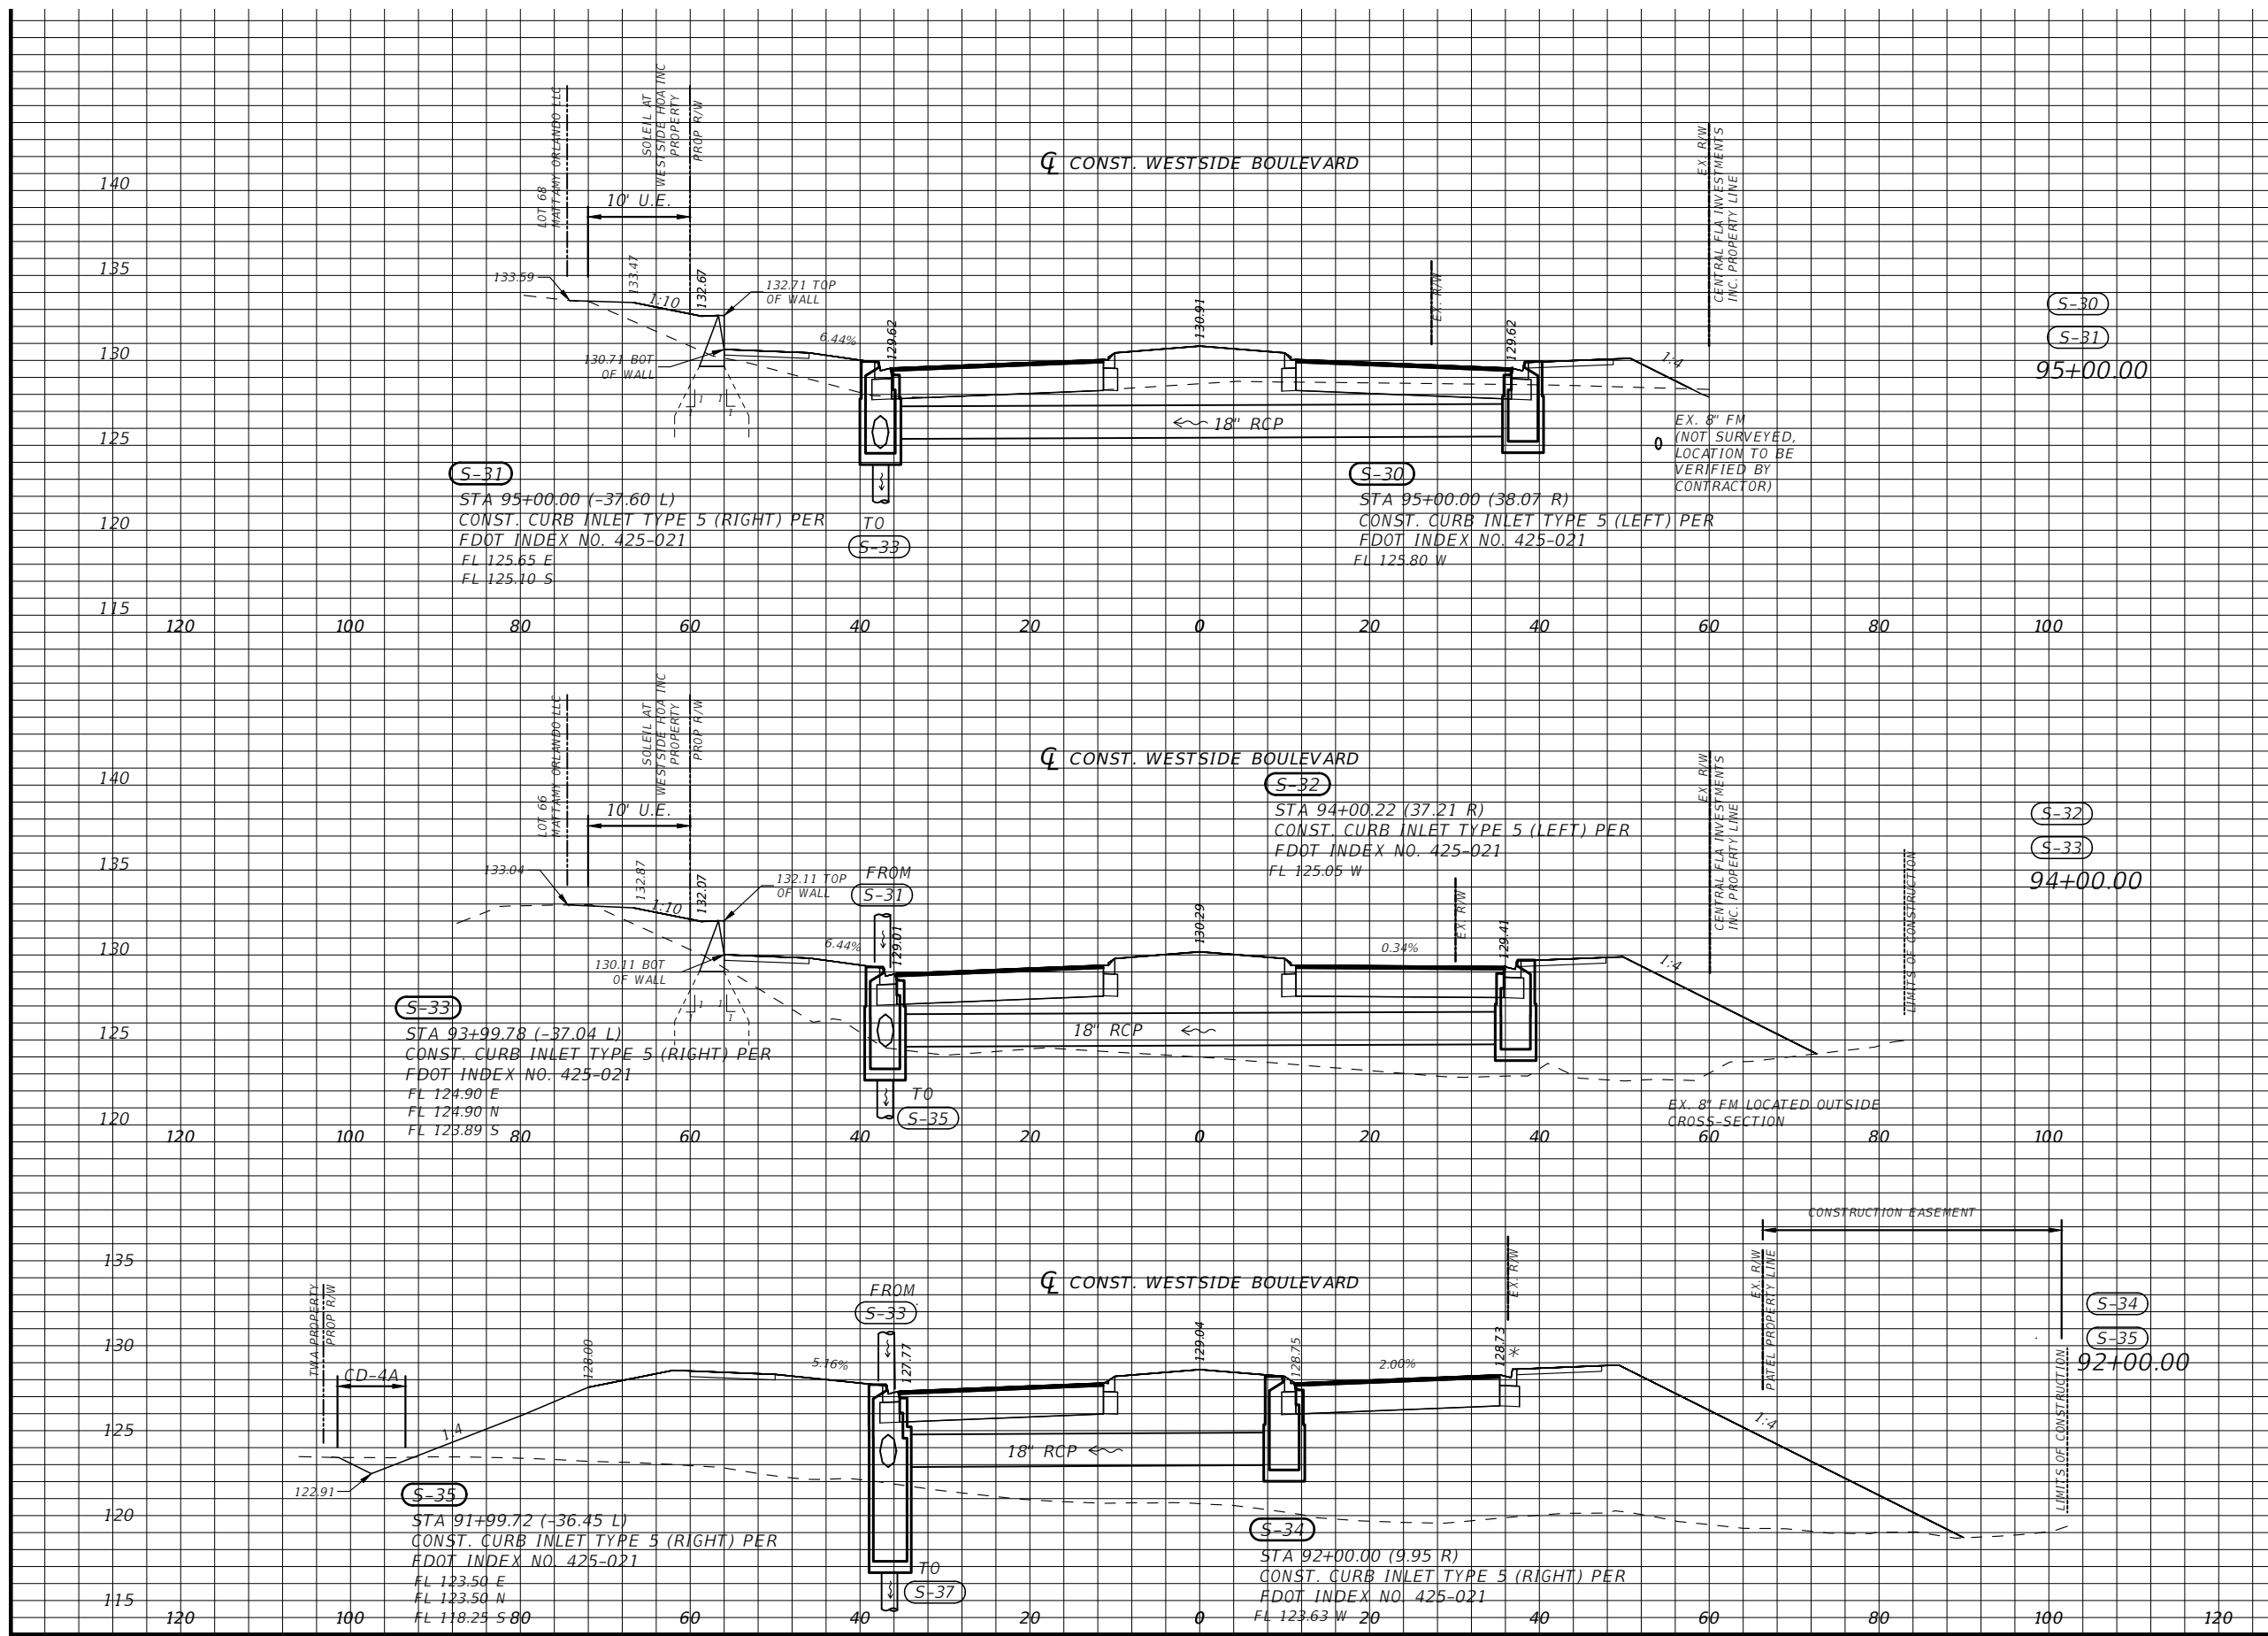 LOT 68
MATTAMY ORLANDO LLC
SOLEIL AT
WESTSIDE HOA INC
PROPERTY
PROP R/W
℄ CONST. WESTSIDE BOULEVARD
EX. R/W
CENTRAL FLA INVESTMENTS
INC. PROPERTY LINE
140
10' U.E.
135
133.59
133.47
1:10
132.67
132.71 TOP
OF WALL
130.91
EX. R/W
S-30
S-31
95+00.00
130
130.71 BOT
OF WALL
6.44%
129.62
129.62
1:4
1
1
1
1
125
18" RCP
EX. 8" FM
(NOT SURVEYED,
LOCATION TO BE
VERIFIED BY
CONTRACTOR)
S-31
STA 95+00.00 (-37.60 L)
CONST. CURB INLET TYPE 5 (RIGHT) PER
FDOT INDEX NO. 425-021
FL 125.65 E
FL 125.10 S
TO
S-33
S-30
STA 95+00.00 (38.07 R)
CONST. CURB INLET TYPE 5 (LEFT) PER
FDOT INDEX NO. 425-021
FL 125.80 W
120
115
120 100 80 60 40 20 0 20 40 60 80 100
LOT 66
MATTAMY ORLANDO LLC
SOLEIL AT
WESTSIDE HOA INC
PROPERTY
PROP R/W
℄ CONST. WESTSIDE BOULEVARD
S-32
STA 94+00.22 (37.21 R)
CONST. CURB INLET TYPE 5 (LEFT) PER
FDOT INDEX NO. 425-021
FL 125.05 W
EX. R/W
CENTRAL FLA INVESTMENTS
INC. PROPERTY LINE
S-32
S-33
94+00.00
LIMITS OF CONSTRUCTION
140
10' U.E.
135
133.04
132.87
1:10
132.07
132.11 TOP
OF WALL
FROM
S-31
130
130.11 BOT
OF WALL
6.44%
129.01
130.29
0.34%
EX. R/W
129.41
1:4
1
1
1
1
125
18" RCP
S-33
STA 93+99.78 (-37.04 L)
CONST. CURB INLET TYPE 5 (RIGHT) PER
FDOT INDEX NO. 425-021
FL 124.90 E
FL 124.90 N
FL 123.89 S
TO
S-35
EX. 8" FM LOCATED OUTSIDE
CROSS-SECTION
120
120 100 80 60 40 20 0 20 40 60 80 100
CONSTRUCTION EASEMENT
135
℄ CONST. WESTSIDE BOULEVARD
EX. R/W
EX. R/W
PATEL PROPERTY LINE
TWA PROPERTY
PROP R/W
FROM
S-33
S-34
S-35
92+00.00
LIMITS OF CONSTRUCTION
130
CD-4A
128.09
5.16%
127.77
129.04
128.75
2.00%
128.73
*
1:4
1:4
125
18" RCP
122.91
S-35
STA 91+99.72 (-36.45 L)
CONST. CURB INLET TYPE 5 (RIGHT) PER
FDOT INDEX NO. 425-021
FL 123.50 E
FL 123.50 N
FL 118.25 S
TO
S-37
S-34
STA 92+00.00 (9.95 R)
CONST. CURB INLET TYPE 5 (RIGHT) PER
FDOT INDEX NO. 425-021
FL 123.63 W
120
115
120 100 80 60 40 20 0 20 40 60 80 100 120